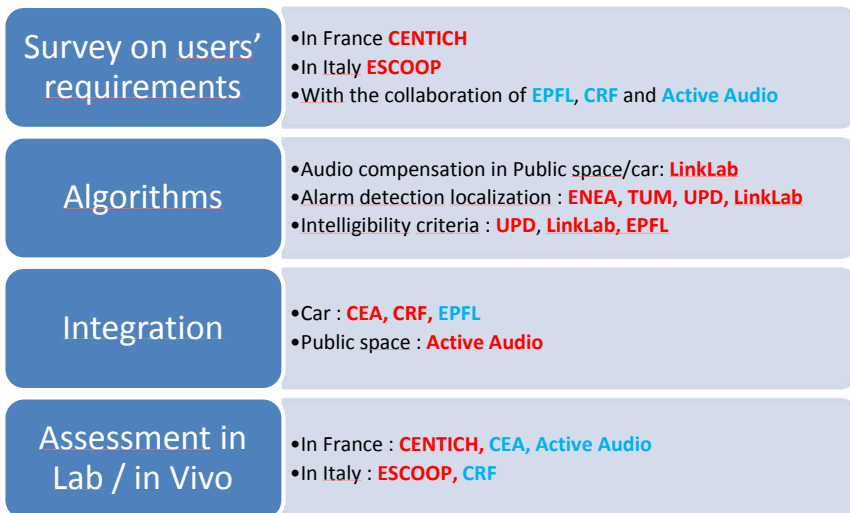 Survey on users'
requirements
•In France CENTICH
•In Italy ESCOOP
•With the collaboration of EPFL, CRF and Active Audio
Algorithms
•Audio compensation in Public space/car: LinkLab
•Alarm detection localization : ENEA, TUM, UPD, LinkLab
•Intelligibility criteria : UPD, LinkLab, EPFL
Integration
•Car : CEA, CRF, EPFL
•Public space : Active Audio
Assessment in
Lab / in Vivo
•In France : CENTICH, CEA, Active Audio
•In Italy : ESCOOP, CRF